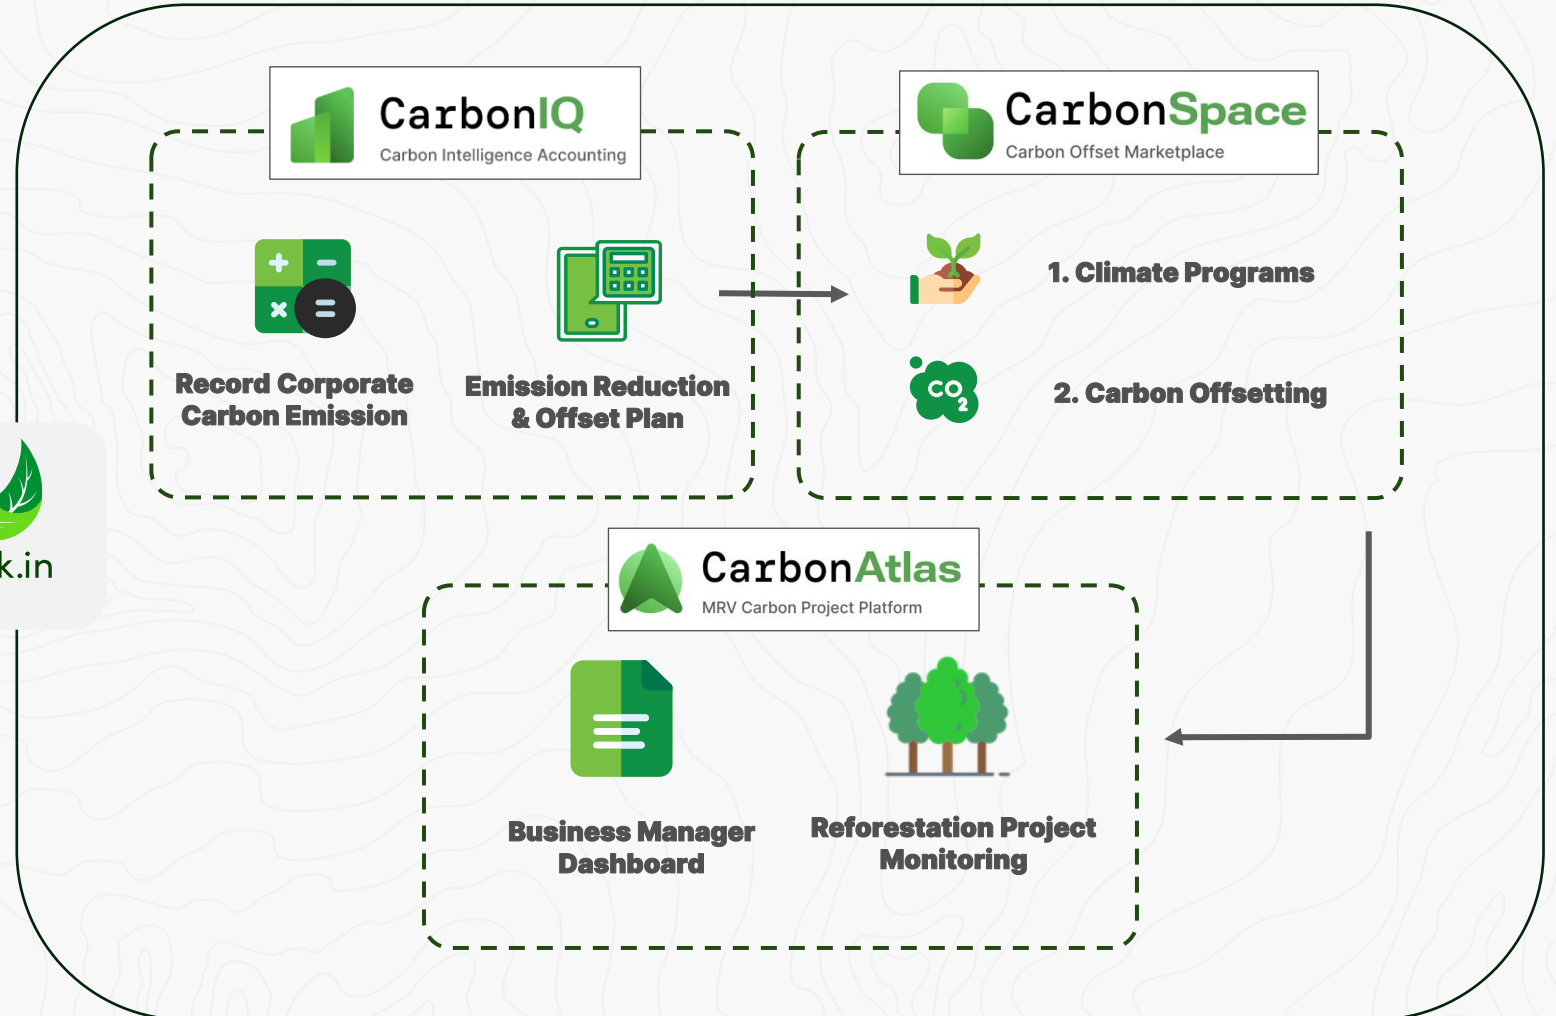 CarbonIQ
Carbon Intelligence Accounting
Record Corporate
Carbon Emission
Emission Reduction
& Offset Plan
CarbonSpace
Carbon Offset Marketplace
1. Climate Programs
CO2
2. Carbon Offsetting
k.in
CarbonAtlas
MRV Carbon Project Platform
Business Manager
Dashboard
Reforestation Project
Monitoring